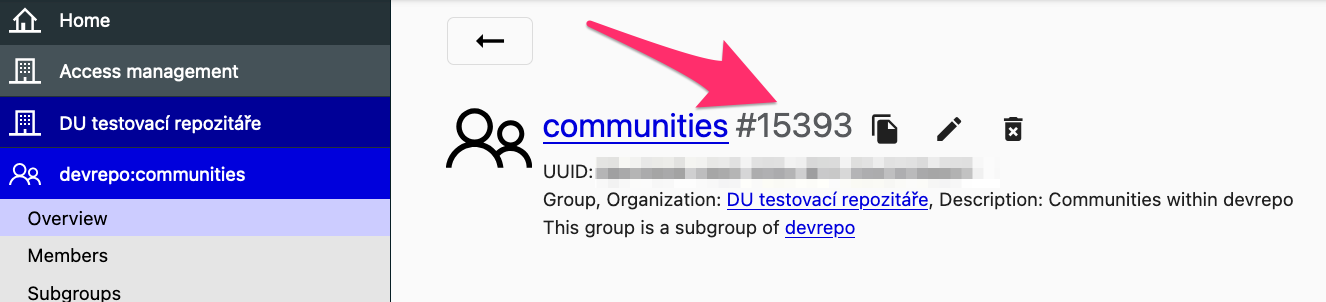 Home
Access management
DU testovací repozitáře
devrepo:communities
Overview
Members
Subgroups
communities #15393
UUID:
Group, Organization: DU testovací repozitáře, Description: Communities within devrepo
This group is a subgroup of devrepo